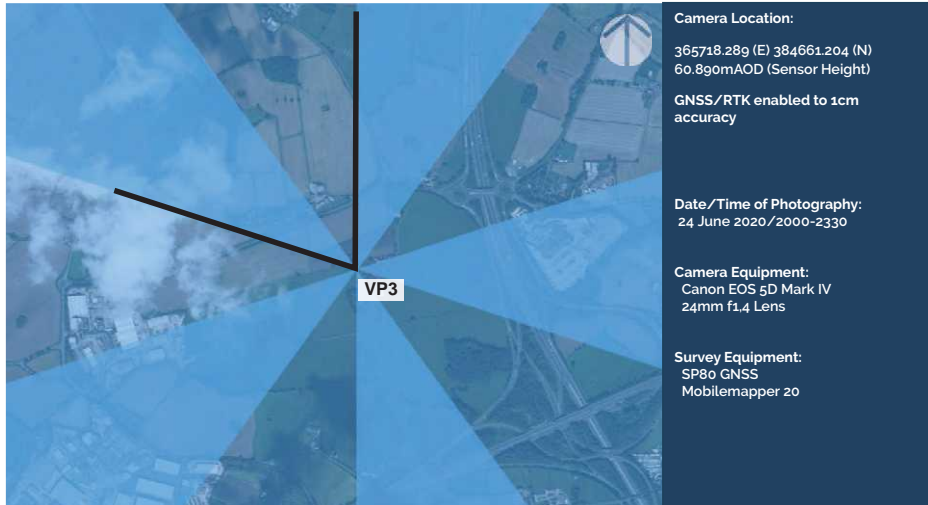 VP3
Camera Location:
365718.289 (E) 384661.204 (N)
60.890mAOD (Sensor Height)
GNSS/RTK enabled to 1cm
accuracy
Date/Time of Photography:
24 June 2020/2000-2330
Camera Equipment:
Canon EOS 5D Mark IV
24mm f1,4 Lens
Survey Equipment:
SP80 GNSS
Mobilemapper 20